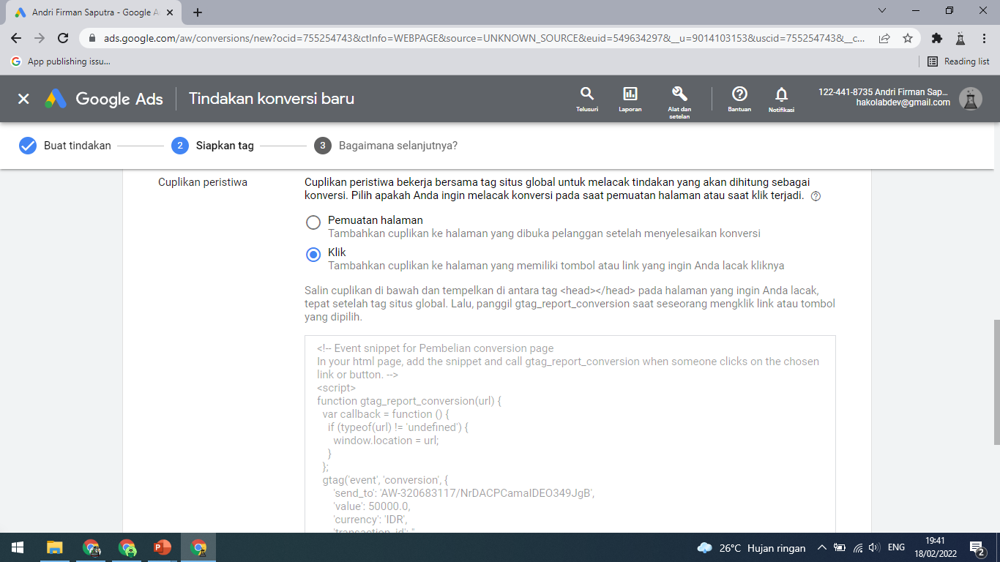 Andri Firman Saputra - Google A
ads.google.com/aw/conversions/new?ocid=755254743&ctInfo=WEBPAGE&source=UNKNOWN_SOURCE&euid=549634297&__u=9014103153&uscid=755254743&__c...
App publishing issu...
Reading list
Google Ads
Tindakan konversi baru
Telusuri
Laporan
Alat dan
setelan
Bantuan
Notifikasi
122-441-8735 Andri Firman Sap...
hakolabdev@gmail.com
Buat tindakan
2
Siapkan tag
3
Bagaimana selanjutnya?
Cuplikan peristiwa
Cuplikan peristiwa bekerja bersama tag situs global untuk melacak tindakan yang akan dihitung sebagai
konversi. Pilih apakah Anda ingin melacak konversi pada saat pemuatan halaman atau saat klik terjadi.
Pemuatan halaman
Tambahkan cuplikan ke halaman yang dibuka pelanggan setelah menyelesaikan konversi
Klik
Tambahkan cuplikan ke halaman yang memiliki tombol atau link yang ingin Anda lacak kliknya
Salin cuplikan di bawah dan tempelkan di antara tag <head></head> pada halaman yang ingin Anda lacak,
tepat setelah tag situs global. Lalu, panggil gtag_report_conversion saat seseorang mengklik link atau tombol
yang dipilih.
<!-- Event snippet for Pembelian conversion page
In your html page, add the snippet and call gtag_report_conversion when someone clicks on the chosen
link or button. -->
<script>
function gtag_report_conversion(url) {
var callback = function () {
if (typeof(url) != 'undefined') {
window.location = url;
}
};
gtag('event', 'conversion', {
'send_to': 'AW-320683117/NrDACPCamaIDEO349JgB',
'value': 50000.0,
'currency': 'IDR',
'transaction_id': ''
26°C Hujan ringan
ENG
19:41
18/02/2022
2